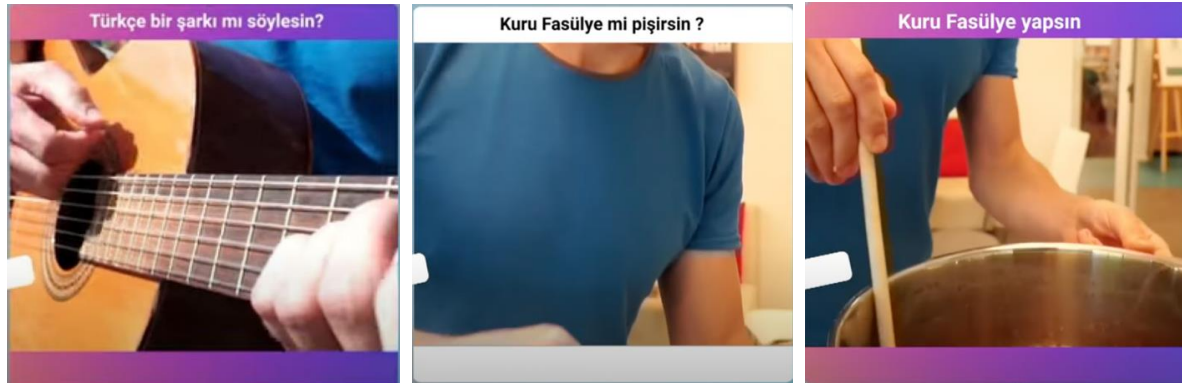 Türkçe bir şarkı mı söylesin?
Kuru Fasülye mi pişirsin ?
Kuru Fasülye yapsın